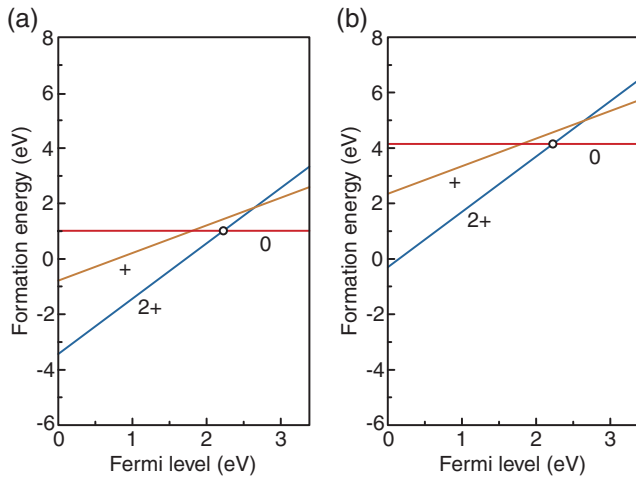 (a)
Formation energy (eV)
8
6
4
2
0
-2
-4
-6
+
2+
0
0 1 2 3
Fermi level (eV)
(b)
Formation energy (eV)
8
6
4
2
0
-2
-4
-6
+
2+
0
0 1 2 3
Fermi level (eV)